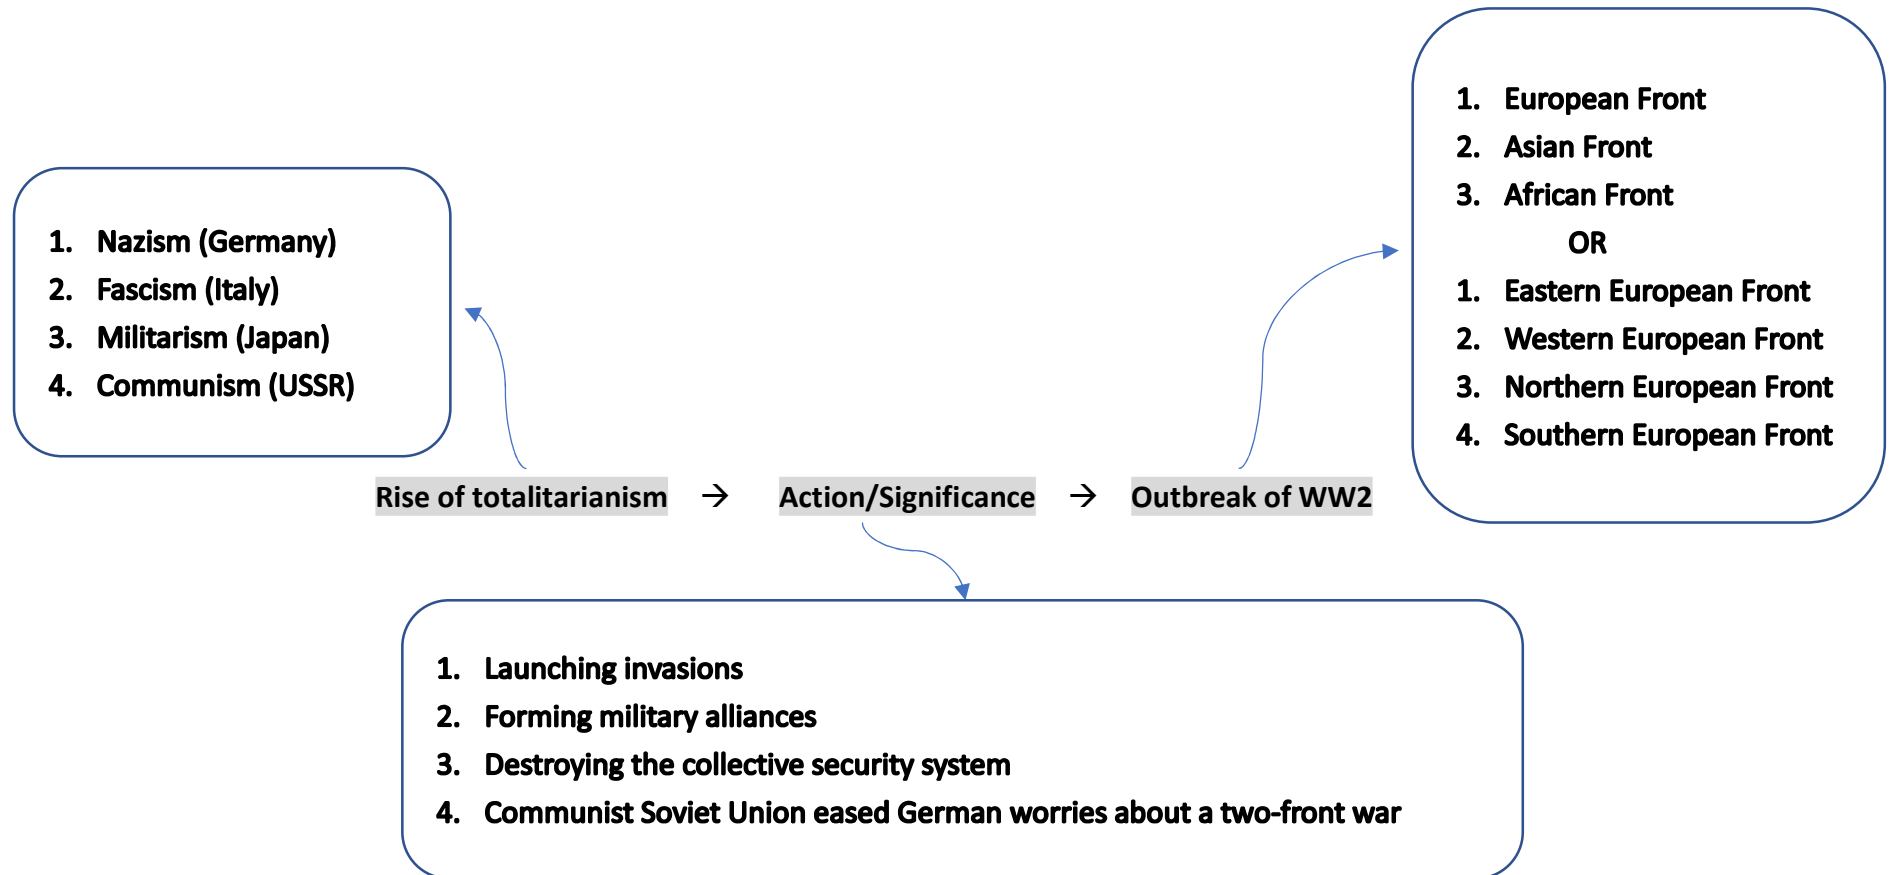 1. European Front
2. Asian Front
3. African Front
OR
1. Eastern European Front
2. Western European Front
3. Northern European Front
4. Southern European Front
1. Nazism (Germany)
2. Fascism (Italy)
3. Militarism (Japan)
4. Communism (USSR)
Rise of totalitarianism → Action/Significance → Outbreak of WW2
1. Launching invasions
2. Forming military alliances
3. Destroying the collective security system
4. Communist Soviet Union eased German worries about a two-front war